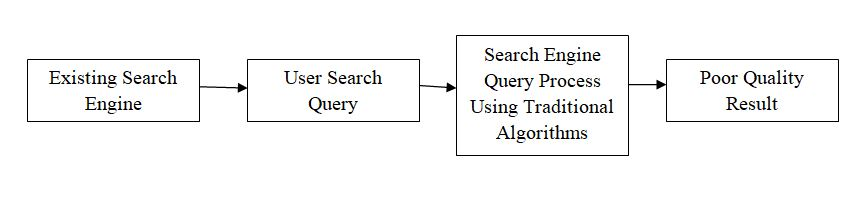 Existing Search
Engine
User Search
Query
Search Engine
Query Process
Using Traditional
Algorithms
Poor Quality
Result